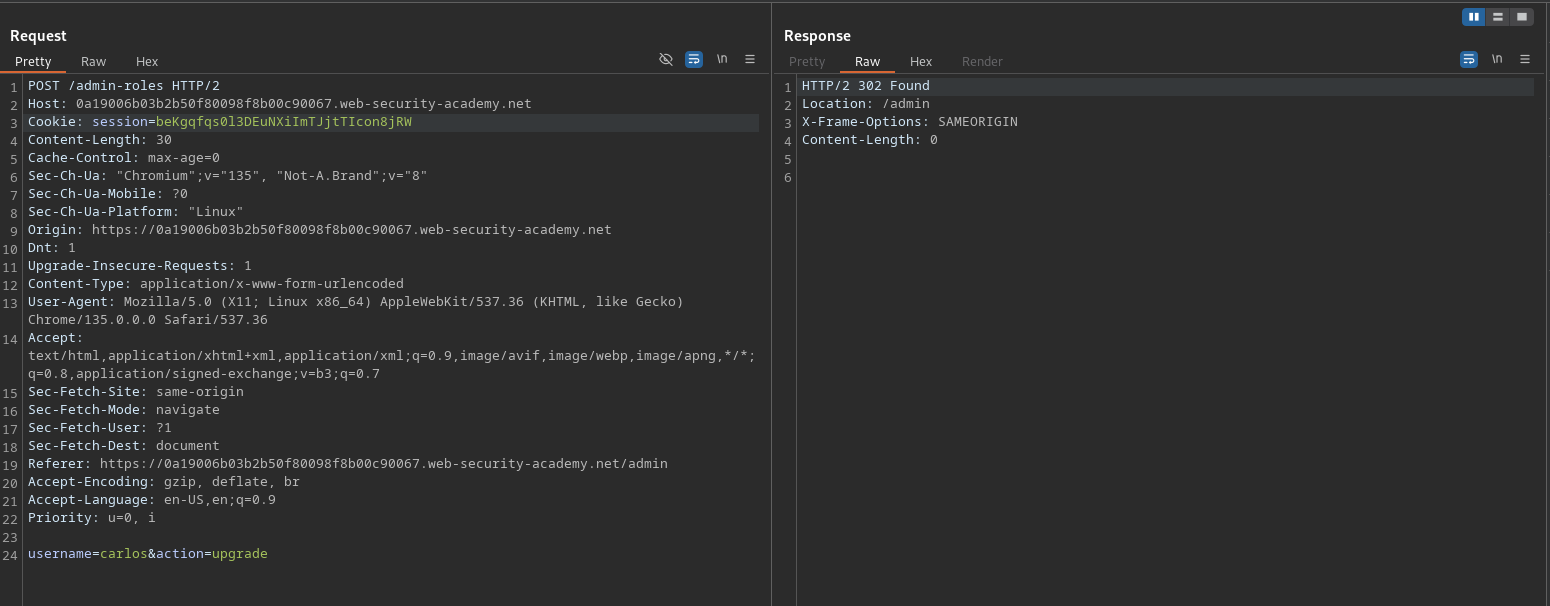 Request
Pretty Raw Hex
\n
1 POST /admin-roles HTTP/2
2 Host: 0a19006b03b2b50f80098f8b00c90067.web-security-academy.net
3 Cookie: session=beKgqfqs0l3DEuNXiImTJjtTIcon8jRW
4 Content-Length: 30
5 Cache-Control: max-age=0
6 Sec-Ch-Ua: "Chromium";v="135", "Not-A.Brand";v="8"
7 Sec-Ch-Ua-Mobile: ?0
8 Sec-Ch-Ua-Platform: "Linux"
9 Origin: https://0a19006b03b2b50f80098f8b00c90067.web-security-academy.net
10 Dnt: 1
11 Upgrade-Insecure-Requests: 1
12 Content-Type: application/x-www-form-urlencoded
13 User-Agent: Mozilla/5.0 (X11; Linux x86_64) AppleWebKit/537.36 (KHTML, like Gecko)
Chrome/135.0.0.0 Safari/537.36
14 Accept:
text/html,application/xhtml+xml,application/xml;q=0.9,image/avif,image/webp,image/apng,*/*;
q=0.8,application/signed-exchange;v=b3;q=0.7
15 Sec-Fetch-Site: same-origin
16 Sec-Fetch-Mode: navigate
17 Sec-Fetch-User: ?1
18 Sec-Fetch-Dest: document
19 Referer: https://0a19006b03b2b50f80098f8b00c90067.web-security-academy.net/admin
20 Accept-Encoding: gzip, deflate, br
21 Accept-Language: en-US,en;q=0.9
22 Priority: u=0, i
23
24 username=carlos&action=upgrade
Response
Pretty Raw Hex Render
\n
1 HTTP/2 302 Found
2 Location: /admin
3 X-Frame-Options: SAMEORIGIN
4 Content-Length: 0
5
6